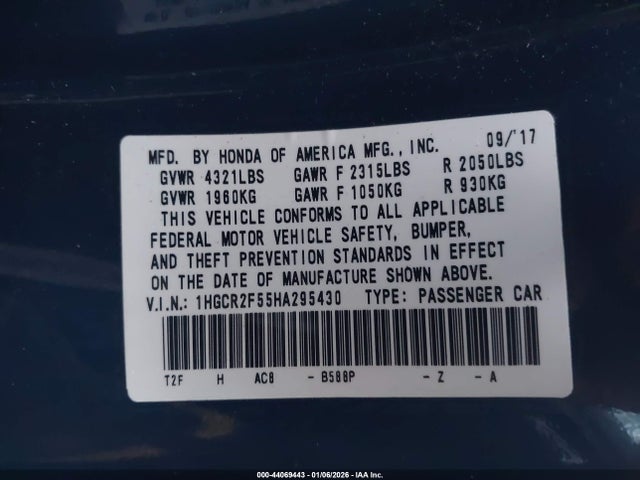 MFD. BY HONDA OF AMERICA MFG., INC. 09/'17
GVWR 4321LBS GAWR F 2315LBS R 2050LBS
GVWR 1960KG GAWR F 1050KG R 930KG
THIS VEHICLE CONFORMS TO ALL APPLICABLE
FEDERAL MOTOR VEHICLE SAFETY, BUMPER,
AND THEFT PREVENTION STANDARDS IN EFFECT
ON THE DATE OF MANUFACTURE SHOWN ABOVE.
V.I.N.: 1HGCR2F55HA295430 TYPE: PASSENGER CAR
T2F H AC8 - B588P - Z - A
000-44069443 - 01/06/2026 - IAA Inc.